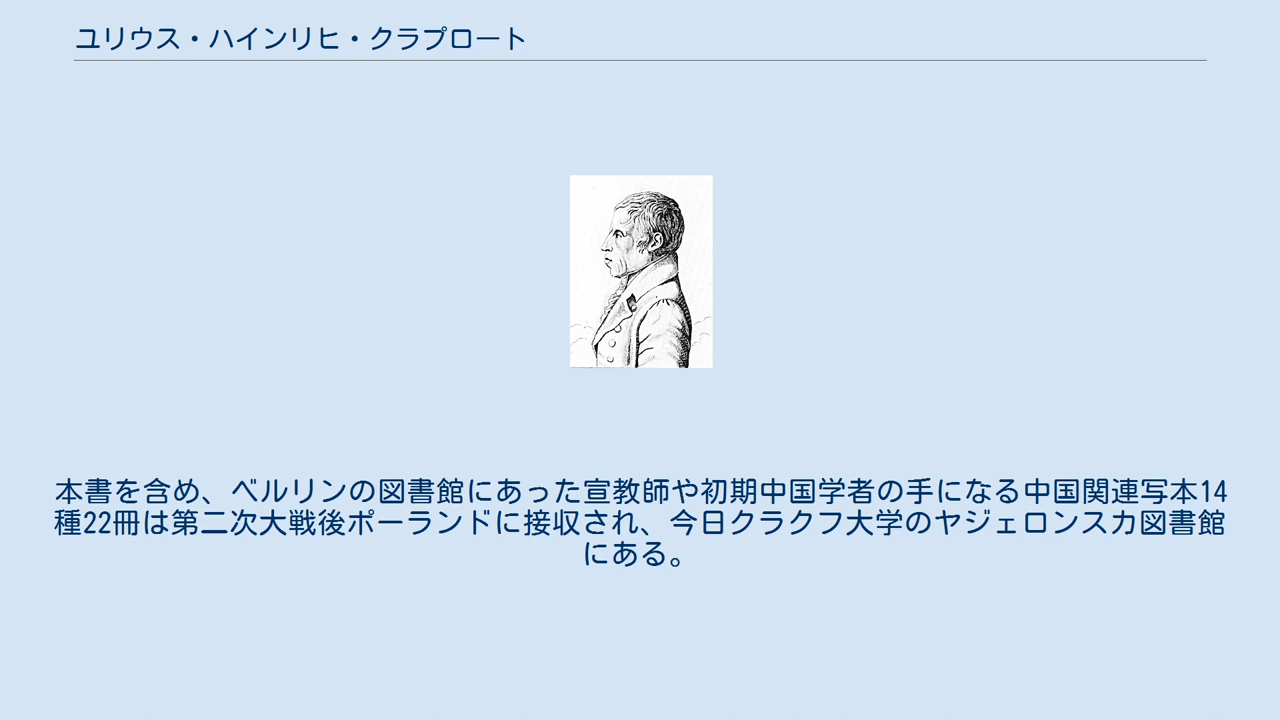 ユリウス・ハインリヒ・クラプロート
本書を含め、ベルリンの図書館にあった宣教師や初期中国学者の手になる中国関連写本14
種22冊は第二次大戦後ポーランドに接収され、今日クラクフ大学のヤジェロンスカ図書館
にある。